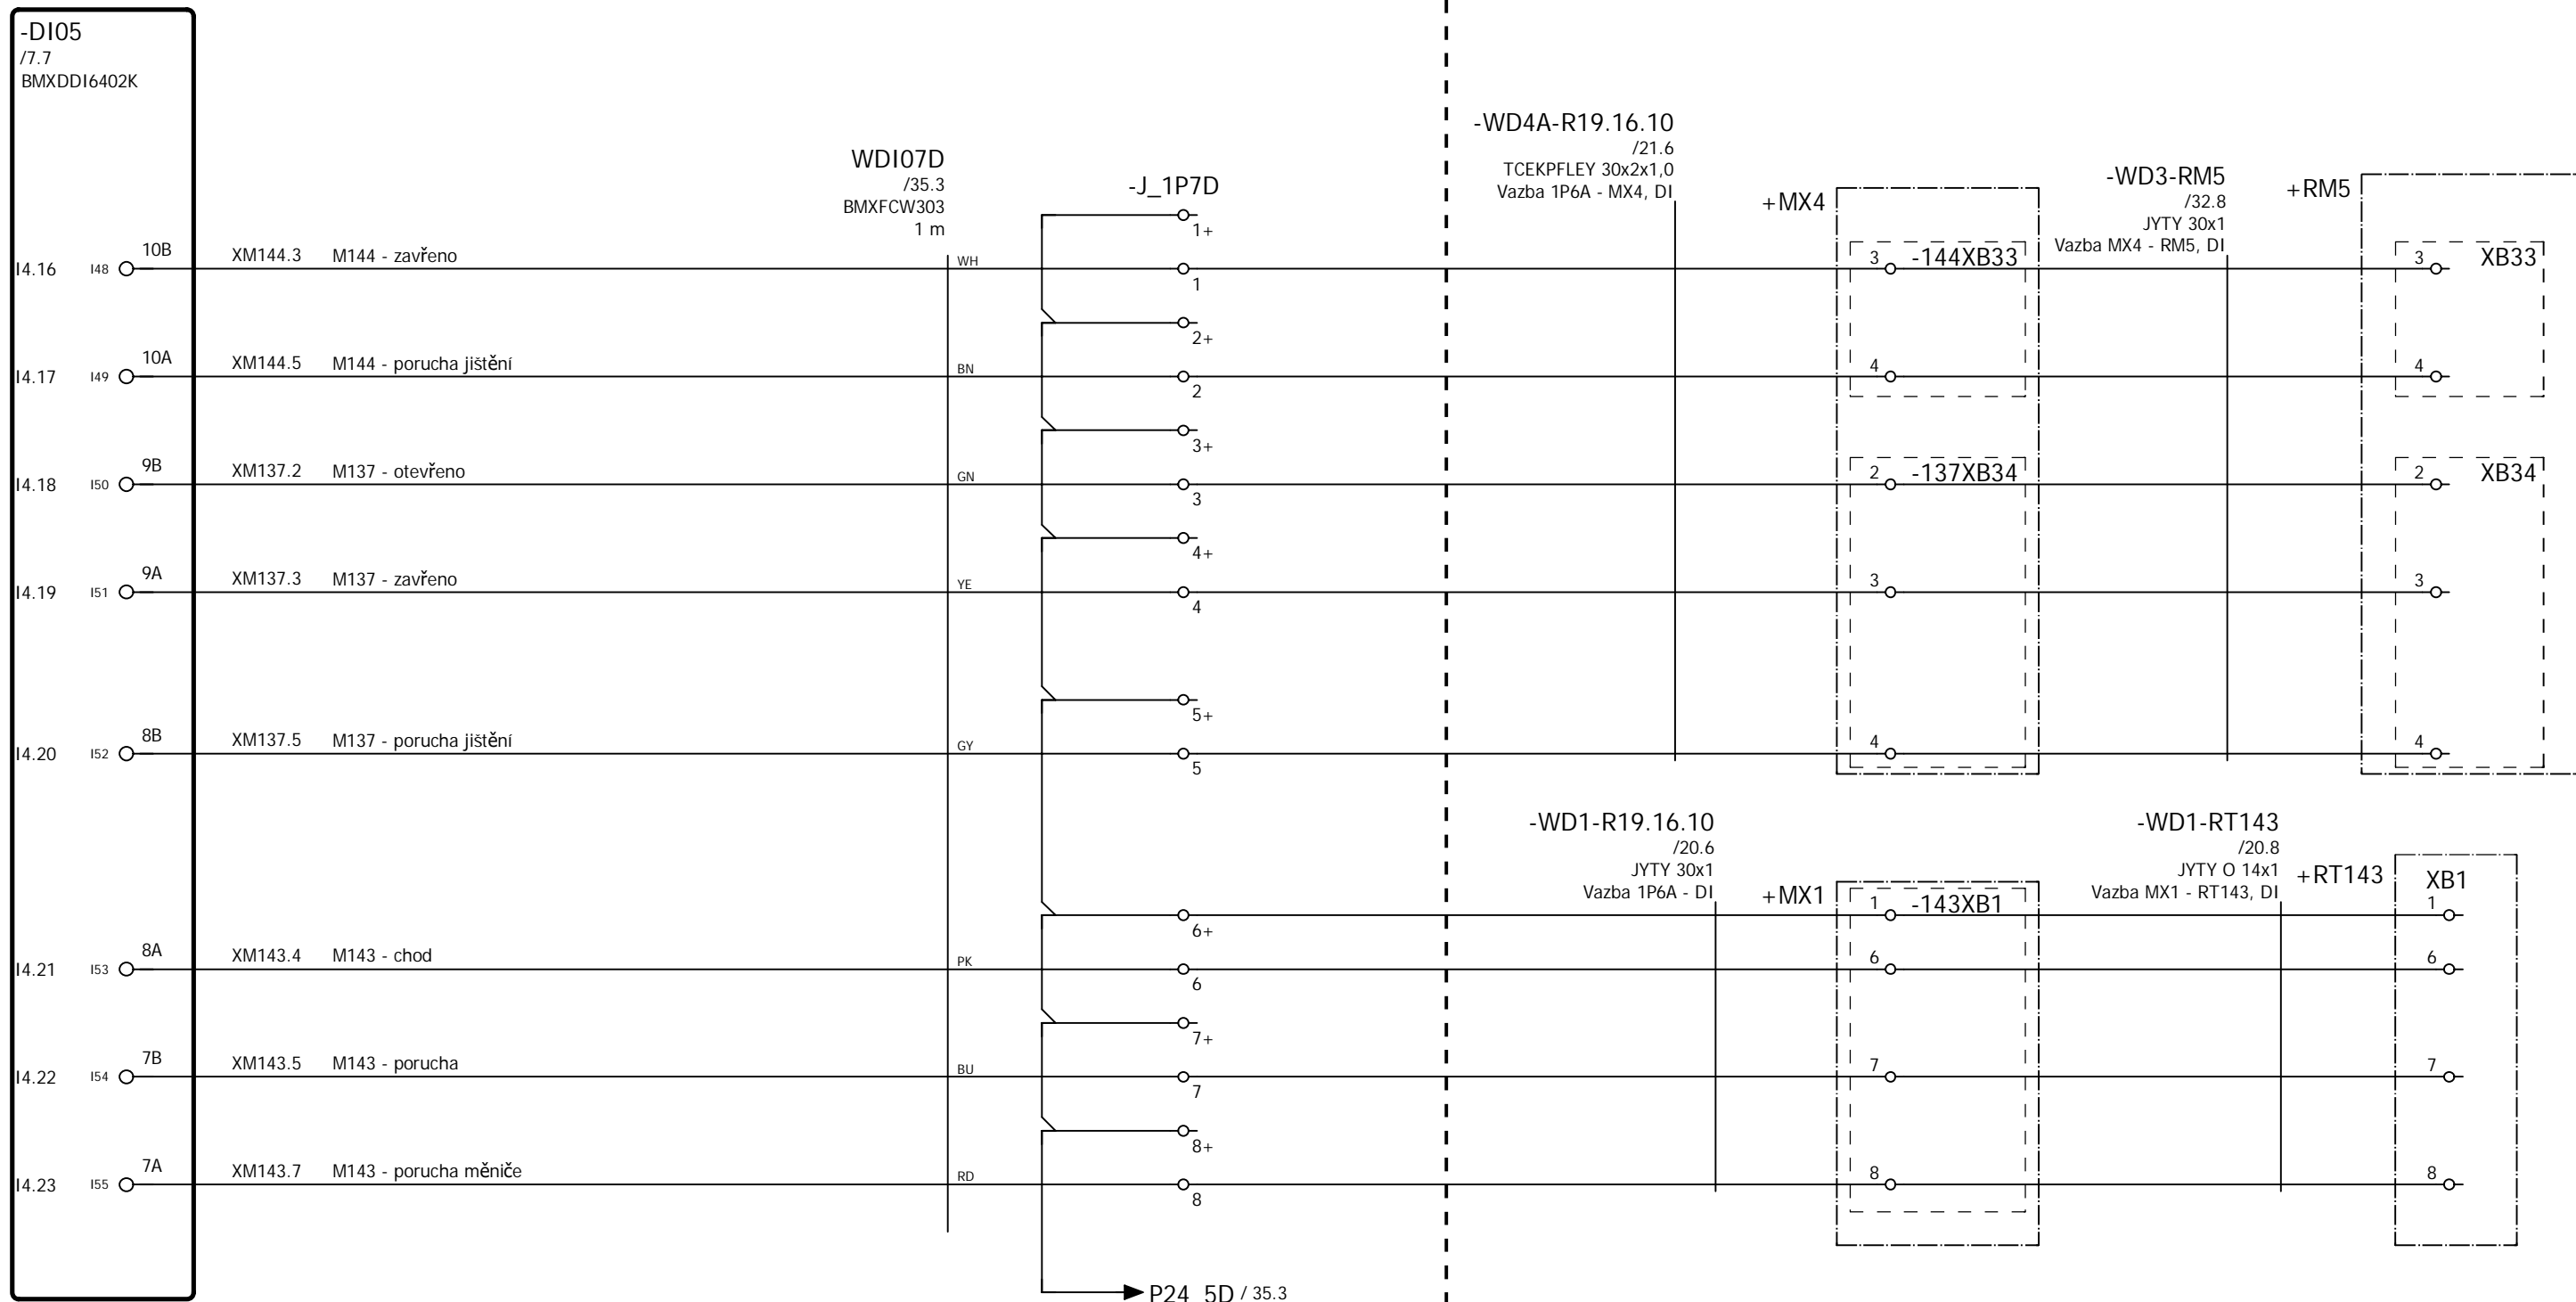 -DI05
/7.7
BMXDDI6402K
WDI07D
/35.3
BMXFCW303
1 m
-J_1P7D
-WD4A-R19.16.10
/21.6
TCEKPFLEY 30x2x1,0
Vazba 1P6A - MX4, DI
+MX4
-WD3-RM5
/32.8
JYTY 30x1
Vazba MX4 - RM5, DI
+RM5
1+
I4.16 I48 10B XM144.3 M144 - zavřeno WH 1 3 -144XB33 3 XB33
2+
I4.17 I49 10A XM144.5 M144 - porucha jištění BN 2 4 4
3+
I4.18 I50 9B XM137.2 M137 - otevřeno GN 3 2 -137XB34 2 XB34
4+
I4.19 I51 9A XM137.3 M137 - zavřeno YE 4 3 3
5+
I4.20 I52 8B XM137.5 M137 - porucha jištění GY 5 4 4
-WD1-R19.16.10
/20.6
JYTY 30x1
Vazba 1P6A - DI
+MX1
-WD1-RT143
/20.8
JYTY O 14x1
Vazba MX1 - RT143, DI
+RT143
XB1
6+ 1 -143XB1 1
I4.21 I53 8A XM143.4 M143 - chod PK 6 6 6
7+
I4.22 I54 7B XM143.5 M143 - porucha BU 7 7 7
8+
I4.23 I55 7A XM143.7 M143 - porucha měniče RD 8 8 8
P24_5D / 35.3